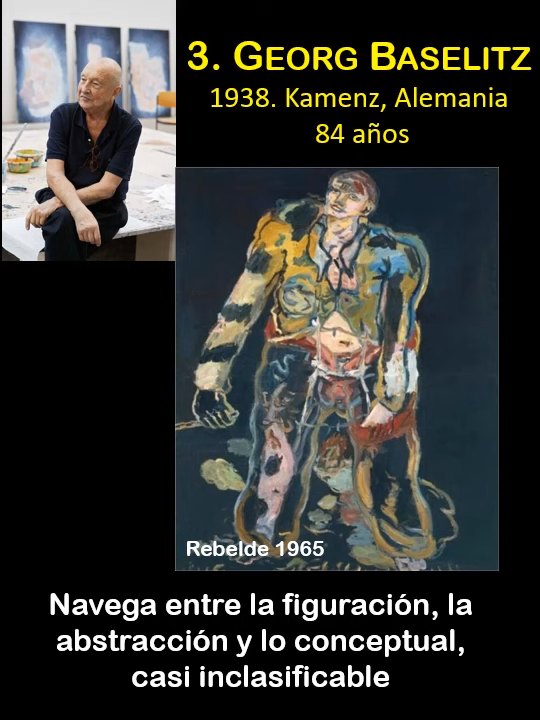 3. GEORG BASELITZ
1938. Kamenz, Alemania
84 años
Rebelde 1965
Navega entre la figuración, la
abstracción y lo conceptual,
casi inclasificable